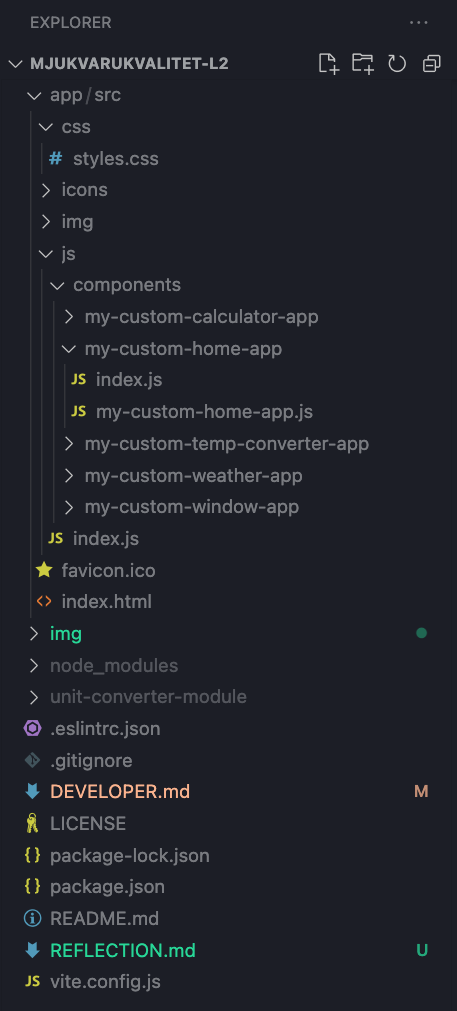 EXPLORER ...
MJUKVARUKVALITET-L2
app/src
css
# styles.css
icons
img
js
components
my-custom-calculator-app
my-custom-home-app
JS index.js
JS my-custom-home-app.js
my-custom-temp-converter-app
my-custom-weather-app
my-custom-window-app
JS index.js
favicon.ico
<> index.html
img
node_modules
unit-converter-module
.eslintrc.json
.gitignore
DEVELOPER.md M
LICENSE
{} package-lock.json
{} package.json
README.md
REFLECTION.md U
JS vite.config.js